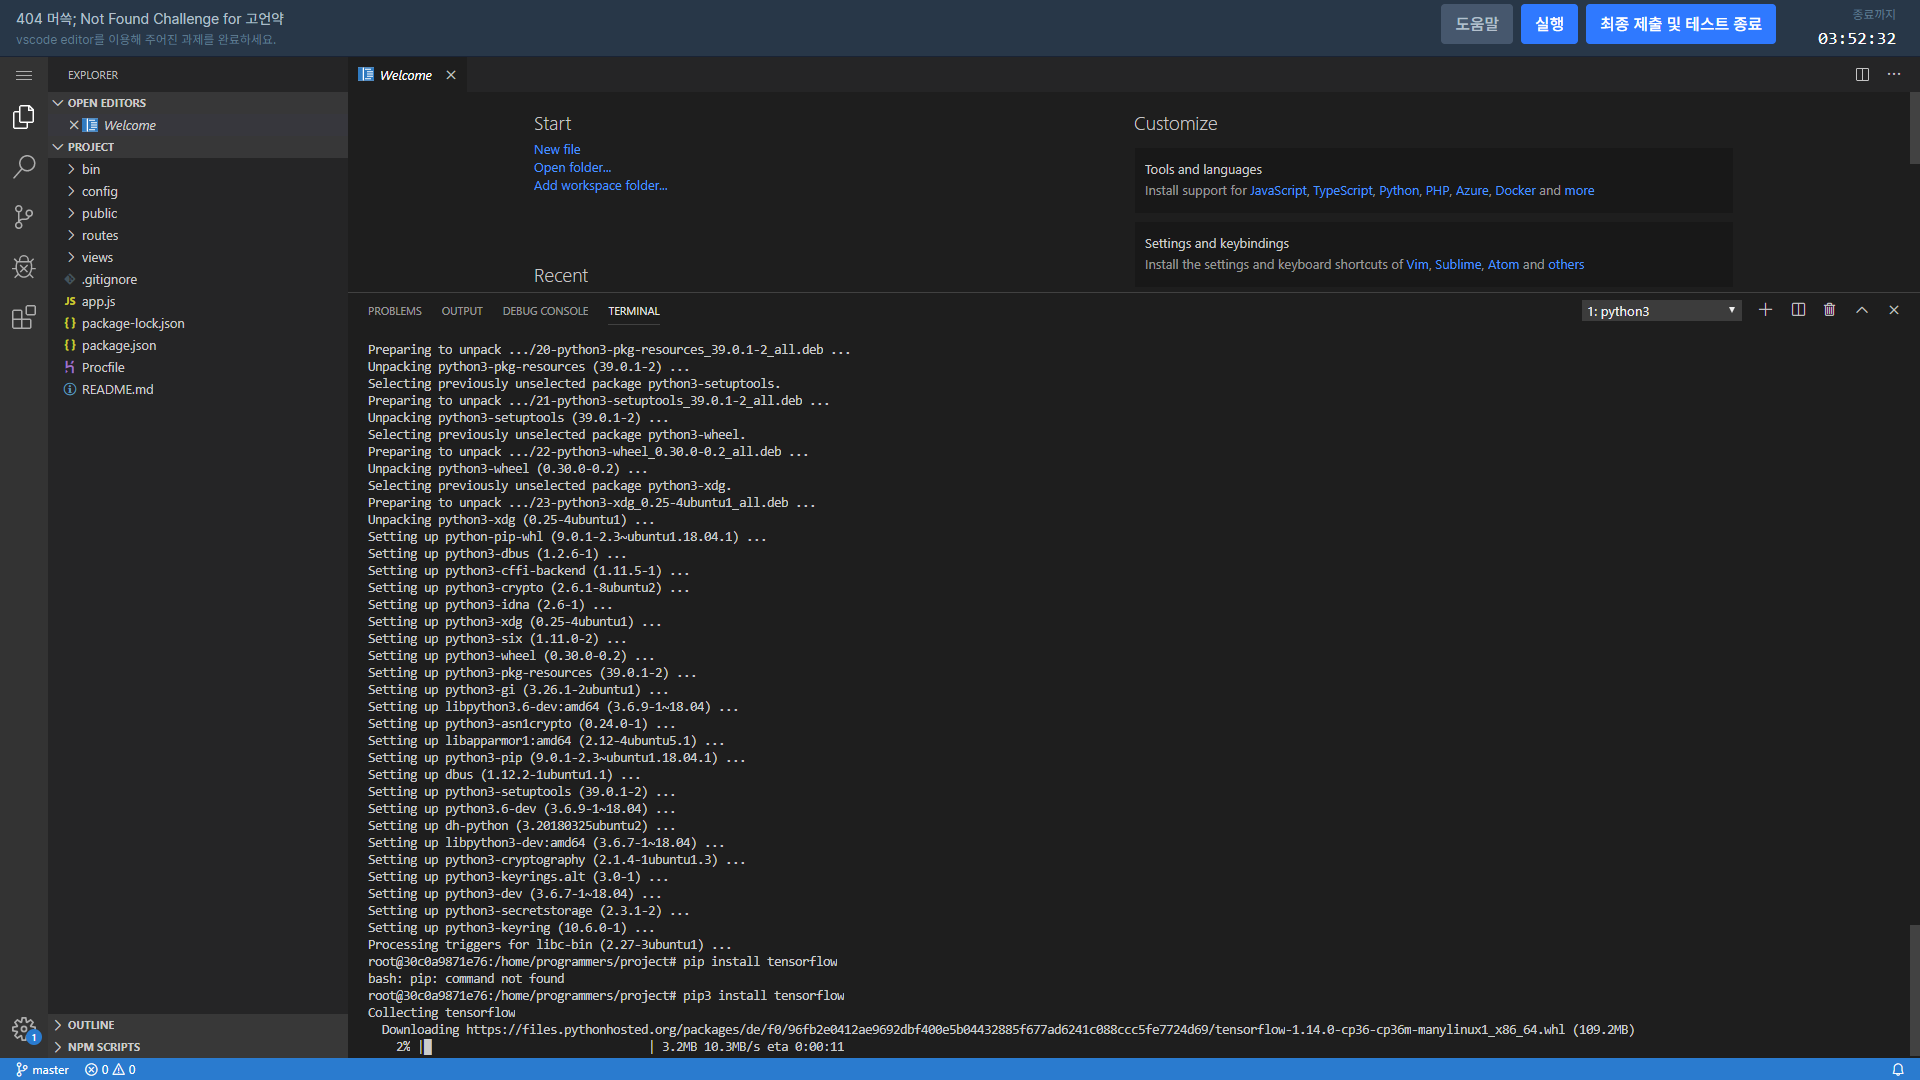 404 머쓱; Not Found Challenge for 고언약
vscode editor를 이용해 주어진 과제를 완료하세요.
도움말
실행
최종 제출 및 테스트 종료
종료까지
03:52:32
EXPLORER
OPEN EDITORS
Welcome
PROJECT
bin
config
public
routes
views
.gitignore
JS app.js
{} package-lock.json
{} package.json
Procfile
README.md
OUTLINE
NPM SCRIPTS
1
Welcome
Start
New file
Open folder...
Add workspace folder...
Recent
Customize
Tools and languages
Install support for JavaScript, TypeScript, Python, PHP, Azure, Docker and more
Settings and keybindings
Install the settings and keyboard shortcuts of Vim, Sublime, Atom and others
PROBLEMS OUTPUT DEBUG CONSOLE TERMINAL
1: python3
Preparing to unpack .../20-python3-pkg-resources_39.0.1-2_all.deb ...
Unpacking python3-pkg-resources (39.0.1-2) ...
Selecting previously unselected package python3-setuptools.
Preparing to unpack .../21-python3-setuptools_39.0.1-2_all.deb ...
Unpacking python3-setuptools (39.0.1-2) ...
Selecting previously unselected package python3-wheel.
Preparing to unpack .../22-python3-wheel_0.30.0-0.2_all.deb ...
Unpacking python3-wheel (0.30.0-0.2) ...
Selecting previously unselected package python3-xdg.
Preparing to unpack .../23-python3-xdg_0.25-4ubuntu1_all.deb ...
Unpacking python3-xdg (0.25-4ubuntu1) ...
Setting up python-pip-whl (9.0.1-2.3~ubuntu1.18.04.1) ...
Setting up python3-dbus (1.2.6-1) ...
Setting up python3-cffi-backend (1.11.5-1) ...
Setting up python3-crypto (2.6.1-8ubuntu2) ...
Setting up python3-idna (2.6-1) ...
Setting up python3-xdg (0.25-4ubuntu1) ...
Setting up python3-six (1.11.0-2) ...
Setting up python3-wheel (0.30.0-0.2) ...
Setting up python3-pkg-resources (39.0.1-2) ...
Setting up python3-gi (3.26.1-2ubuntu1) ...
Setting up libpython3.6-dev:amd64 (3.6.9-1~18.04) ...
Setting up python3-asn1crypto (0.24.0-1) ...
Setting up libapparmor1:amd64 (2.12-4ubuntu5.1) ...
Setting up python3-pip (9.0.1-2.3~ubuntu1.18.04.1) ...
Setting up dbus (1.12.2-1ubuntu1.1) ...
Setting up python3-setuptools (39.0.1-2) ...
Setting up python3.6-dev (3.6.9-1~18.04) ...
Setting up dh-python (3.20180325ubuntu2) ...
Setting up libpython3-dev:amd64 (3.6.7-1~18.04) ...
Setting up python3-cryptography (2.1.4-1ubuntu1.3) ...
Setting up python3-keyrings.alt (3.0-1) ...
Setting up python3-dev (3.6.7-1~18.04) ...
Setting up python3-secretstorage (2.3.1-2) ...
Setting up python3-keyring (10.6.0-1) ...
Processing triggers for libc-bin (2.27-3ubuntu1) ...
root@30c0a9871e76:/home/programmers/project# pip install tensorflow
bash: pip: command not found
root@30c0a9871e76:/home/programmers/project# pip3 install tensorflow
Collecting tensorflow
Downloading https://files.pythonhosted.org/packages/de/f0/96fb2e0412ae9692dbf400e5b04432885f677ad6241c088ccc5fe7724d69/tensorflow-1.14.0-cp36-cp36m-manylinux1_x86_64.whl (109.2MB)
2% | | 3.2MB 10.3MB/s eta 0:00:11
master 0 0